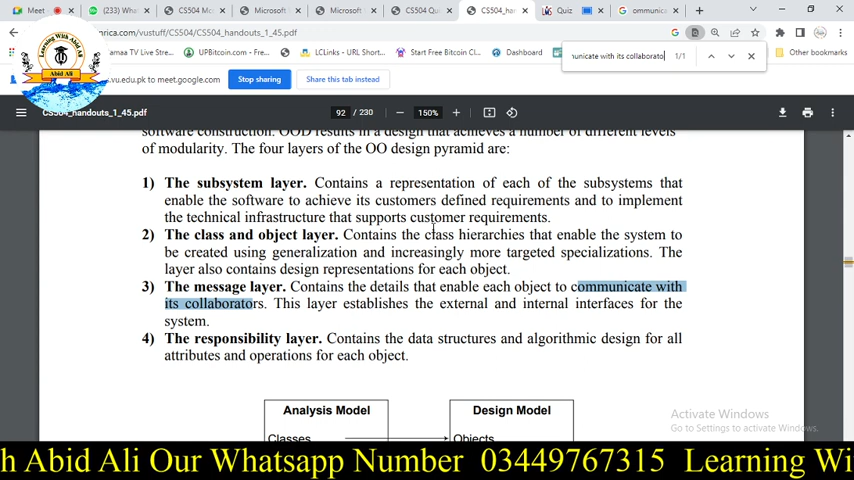 Meet
(233) Wha
CS504 Mc
Microsoft
Microsoft
CS504 Qui
CS504_han
Quiz
ommunica
nrica.com/vustuff/CS504/CS504_handouts_1_45.pdf
amaa TV Live Stre...
UPBitcoin.com - Fre...
LCLinks - URL Short...
Start Free Bitcoin Cl...
Dashboard
Other bookmarks
nunicate with its collaborato
1/1
.vu.edu.pk to meet.google.com
Stop sharing
Share this tab instead
Learning With Abid Ali
Abid Ali
CS504_handouts_1_45.pdf
92 / 230
150%
software construction. OOD results in a design that achieves a number of different levels
of modularity. The four layers of the OO design pyramid are:
1) The subsystem layer. Contains a representation of each of the subsystems that
enable the software to achieve its customers defined requirements and to implement
the technical infrastructure that supports customer requirements.
2) The class and object layer. Contains the class hierarchies that enable the system to
be created using generalization and increasingly more targeted specializations. The
layer also contains design representations for each object.
3) The message layer. Contains the details that enable each object to communicate with
its collaborators. This layer establishes the external and internal interfaces for the
system.
4) The responsibility layer. Contains the data structures and algorithmic design for all
attributes and operations for each object.
Analysis Model
Design Model
Classes
Objects
Activate Windows
Go to Settings to activate Windows.
h Abid Ali Our Whatsapp Number 03449767315 Learning Wi